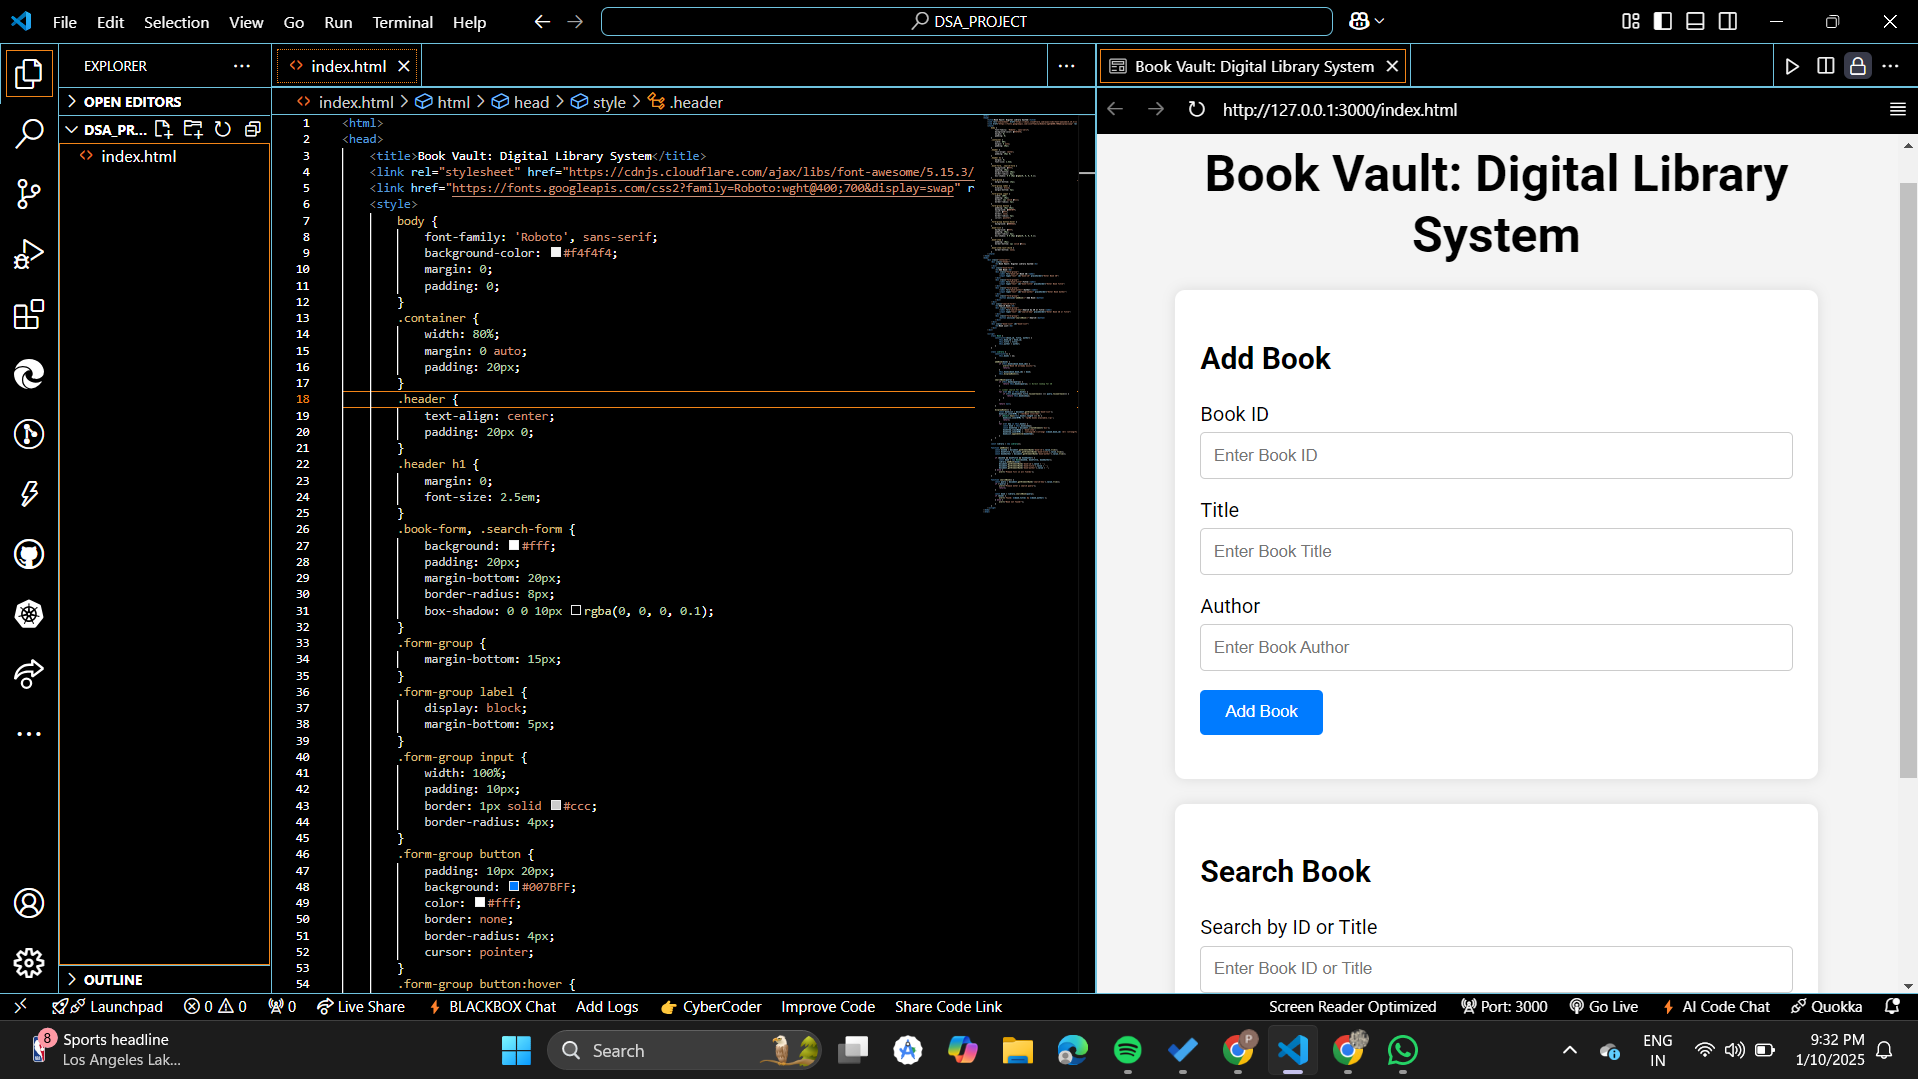 File Edit Selection View Go Run Terminal Help
DSA_PROJECT
EXPLORER
OPEN EDITORS
DSA_PR...
index.html
OUTLINE
index.html
index.html > html > head > style > .header
1 <html>
2 <head>
3 <title>Book Vault: Digital Library System</title>
4 <link rel="stylesheet" href="https://cdnjs.cloudflare.com/ajax/libs/font-awesome/5.15.3/
5 <link href="https://fonts.googleapis.com/css2?family=Roboto:wght@400;700&display=swap" r
6 <style>
7 body {
8 font-family: 'Roboto', sans-serif;
9 background-color: #f4f4f4;
10 margin: 0;
11 padding: 0;
12 }
13 .container {
14 width: 80%;
15 margin: 0 auto;
16 padding: 20px;
17 }
18 .header {
19 text-align: center;
20 padding: 20px 0;
21 }
22 .header h1 {
23 margin: 0;
24 font-size: 2.5em;
25 }
26 .book-form, .search-form {
27 background: #fff;
28 padding: 20px;
29 margin-bottom: 20px;
30 border-radius: 8px;
31 box-shadow: 0 0 10px rgba(0, 0, 0, 0.1);
32 }
33 .form-group {
34 margin-bottom: 15px;
35 }
36 .form-group label {
37 display: block;
38 margin-bottom: 5px;
39 }
40 .form-group input {
41 width: 100%;
42 padding: 10px;
43 border: 1px solid #ccc;
44 border-radius: 4px;
45 }
46 .form-group button {
47 padding: 10px 20px;
48 background: #007BFF;
49 color: #fff;
50 border: none;
51 border-radius: 4px;
52 cursor: pointer;
53 }
54 .form-group button:hover {
Book Vault: Digital Library System
http://127.0.0.1:3000/index.html
Book Vault: Digital Library
System
Add Book
Book ID
Enter Book ID
Title
Enter Book Title
Author
Enter Book Author
Add Book
Search Book
Search by ID or Title
Enter Book ID or Title
Launchpad 0 0 0 Live Share BLACKBOX Chat Add Logs CyberCoder Improve Code Share Code Link Screen Reader Optimized Port: 3000 Go Live AI Code Chat Quokka
8
Sports headline
Los Angeles Lak...
Search
P
ENG
IN
9:32 PM
1/10/2025